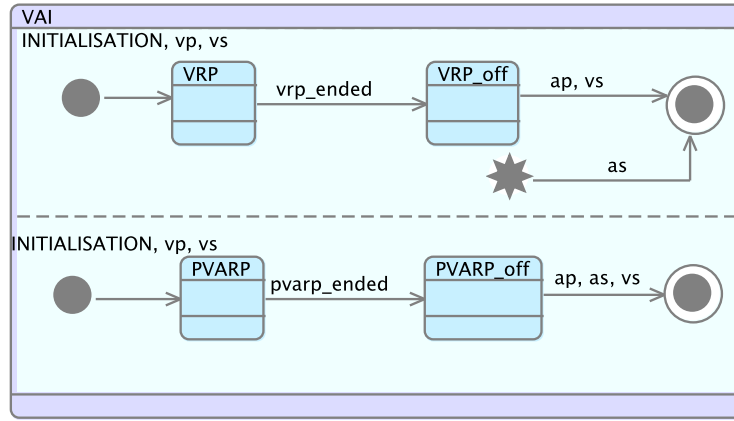 VAI
INITIALISATION, vp, vs
VRP
vrp_ended
VRP_off
ap, vs
as
INITIALISATION, vp, vs
PVARP
pvarp_ended
PVARP_off
ap, as, vs